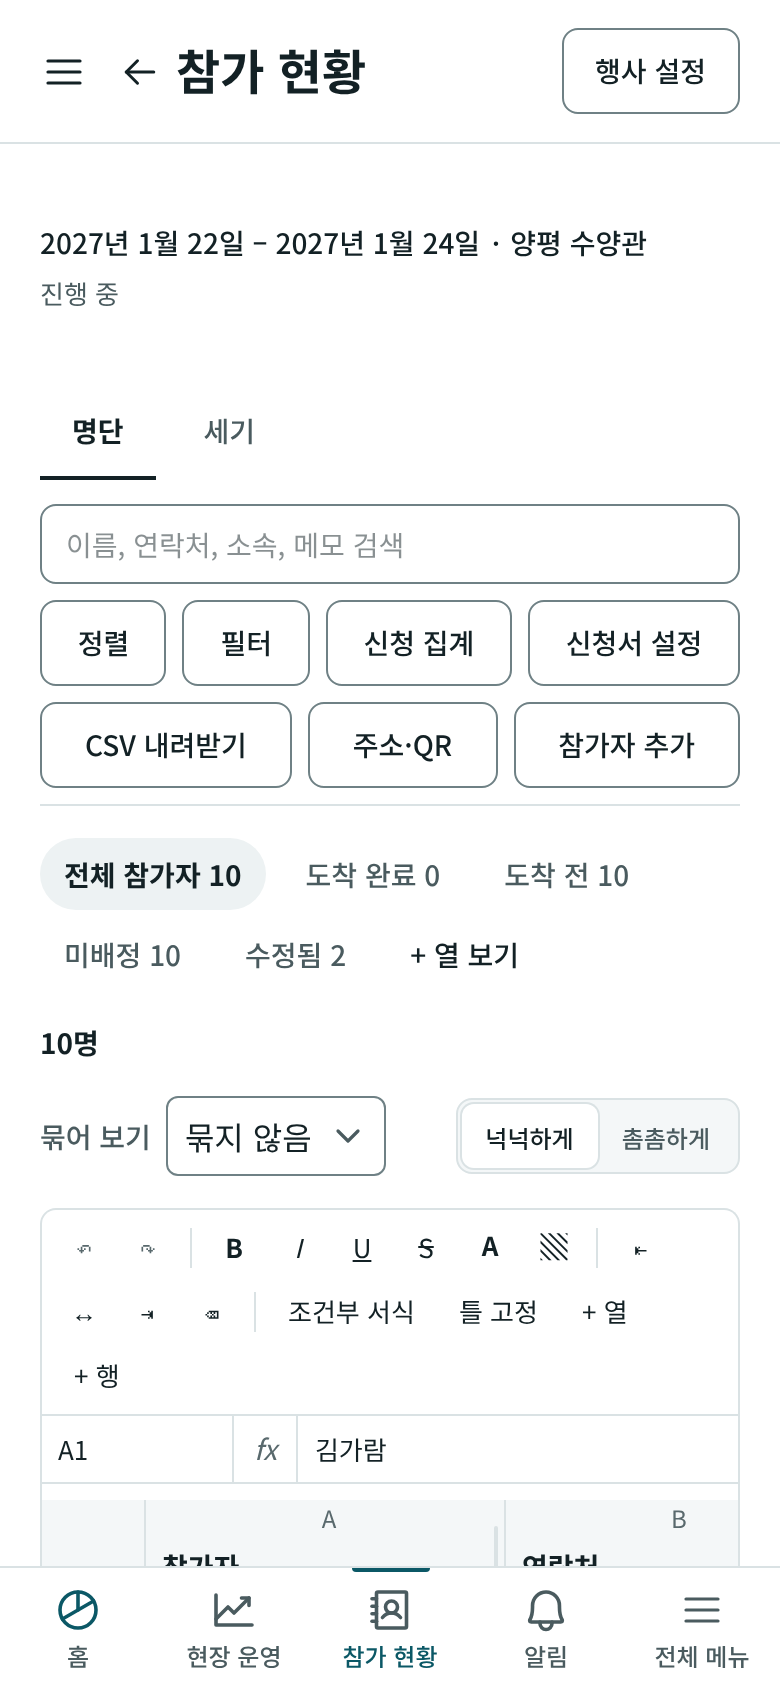 참가 현황
행사 설정
2027년 1월 22일 – 2027년 1월 24일 · 양평 수양관
진행 중
명단 세기
이름, 연락처, 소속, 메모 검색
정렬 필터 신청 집계 신청서 설정
CSV 내려받기 주소·QR 참가자 추가
전체 참가자 10 도착 완료 0 도착 전 10
미배정 10 수정됨 2 + 열 보기
10명
묶어 보기 묶지 않음 넉넉하게 촘촘하게
B I U S A
조건부 서식 틀 고정 + 열
+ 행
A1 fx 김가람
A B
참가자 연락처
홈 현장 운영 참가 현황 알림 전체 메뉴